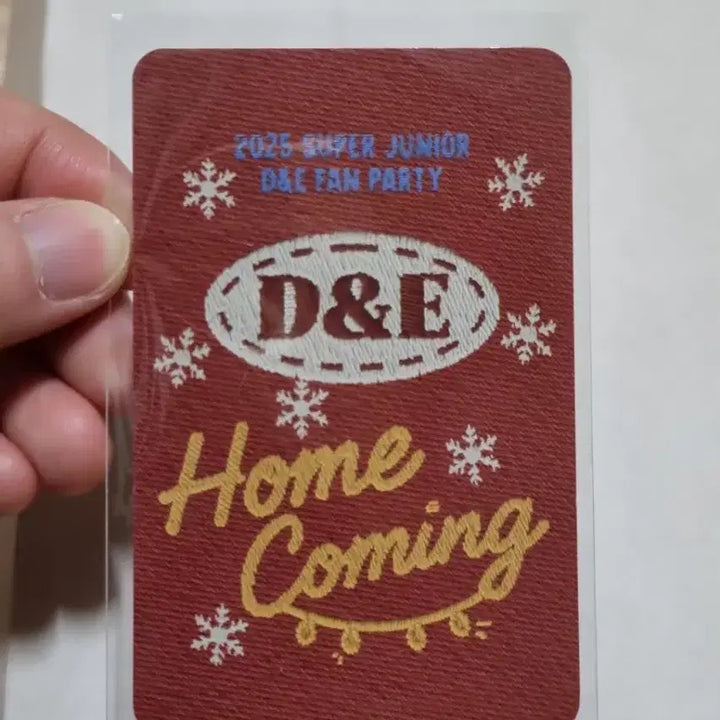 2025 SUPER JUNIOR
D&E FAN PARTY
D&E
Home
Coming